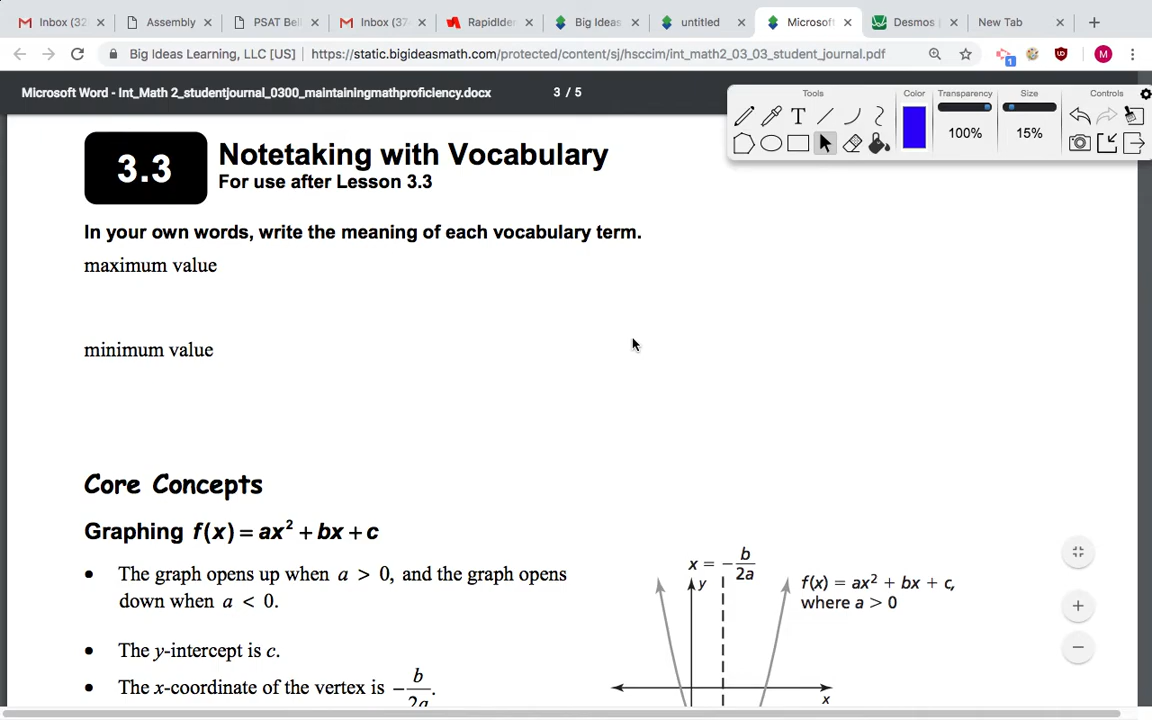 Inbox (32
Assembly
PSAT Bel
Inbox (37
RapidIder
Big Ideas
untitled
Microsof
Desmos
New Tab
Big Ideas Learning, LLC [US] | https://static.bigideasmath.com/protected/content/sj/hsccim/int_math2_03_03_student_journal.pdf
1
M
Microsoft Word - Int_Math 2_studentjournal_0300_maintainingmathproficiency.docx 3 / 5
Tools Color Transparency Size Controls
T
100% 15%
3.3 Notetaking with Vocabulary
For use after Lesson 3.3
In your own words, write the meaning of each vocabulary term.
maximum value
minimum value
Core Concepts
Graphing f(x) = ax² + bx + c
• The graph opens up when a > 0, and the graph opens
down when a < 0.
• The y-intercept is c.
• The x-coordinate of the vertex is −b/2a.
x = −b/2a
y
f(x) = ax² + bx + c,
where a > 0
x